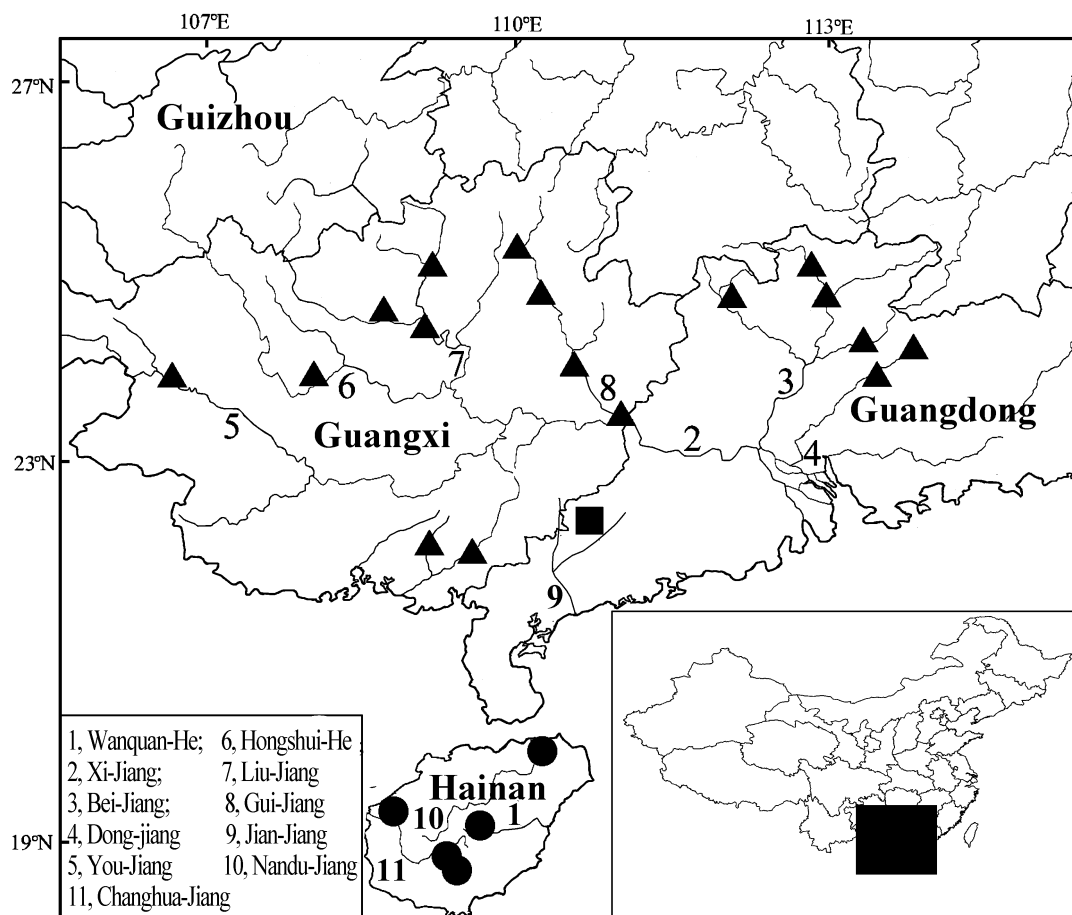 107°E 110°E 113°E
27°N
Guizhou
7
6
8
3
5
Guangxi
Guangdong
2
4
23°N
9
1, Wanquan-He; 6, Hongshui-He
2, Xi-Jiang; 7, Liu-Jiang
3, Bei-Jiang; 8, Gui-Jiang
4, Dong-jiang 9, Jian-Jiang
5, You-Jiang 10, Nandu-Jiang
11, Changhua-Jiang
Hainan
10 1
19°N
11